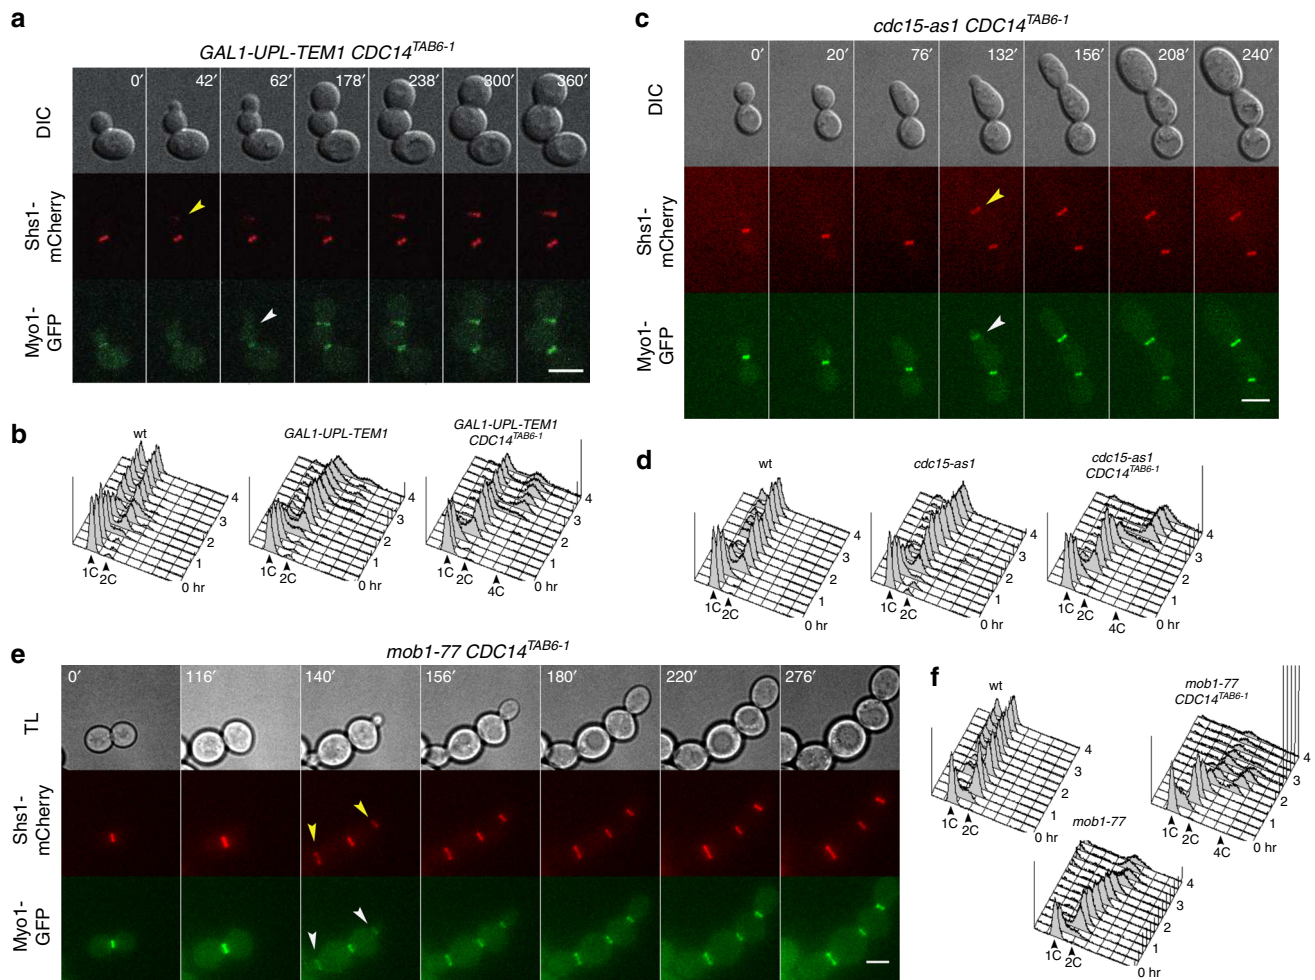 a
GAL1-UPL-TEM1 CDC14TAB6-1
0′ 42′ 62′ 178′ 238′ 300′ 360′
DIC
Shs1-
mCherry
Myo1-
GFP
b
wt
1C 2C 0 hr 1 2 3 4
GAL1-UPL-TEM1
1C 2C 0 hr 1 2 3 4
GAL1-UPL-TEM1
CDC14TAB6-1
1C 2C 4C 0 hr 1 2 3 4
c
cdc15-as1 CDC14TAB6-1
0′ 20′ 76′ 132′ 156′ 208′ 240′
DIC
Shs1-
mCherry
Myo1-
GFP
d
wt
1C 2C 0 hr 1 2 3 4
cdc15-as1
1C 2C 0 hr 1 2 3 4
cdc15-as1
CDC14TAB6-1
1C 2C 4C 0 hr 1 2 3 4
e
mob1-77 CDC14TAB6-1
0′ 116′ 140′ 156′ 180′ 220′ 276′
TL
Shs1-
mCherry
Myo1-
GFP
f
wt
1C 2C 0 hr 1 2 3 4
mob1-77
CDC14TAB6-1
1C 2C 4C 0 hr 1 2 3 4
mob1-77
1C 2C 0 hr 1 2 3 4